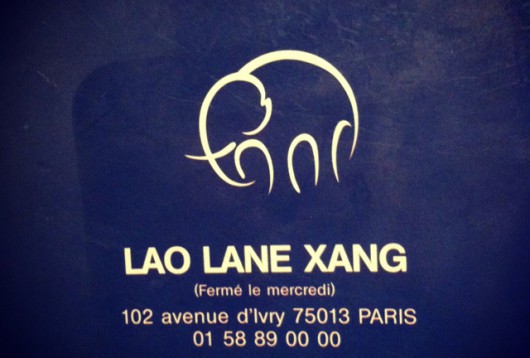 LAO LANE XANG
(Fermé le mercredi)
102 avenue d'Ivry 75013 PARIS
01 58 89 00 00